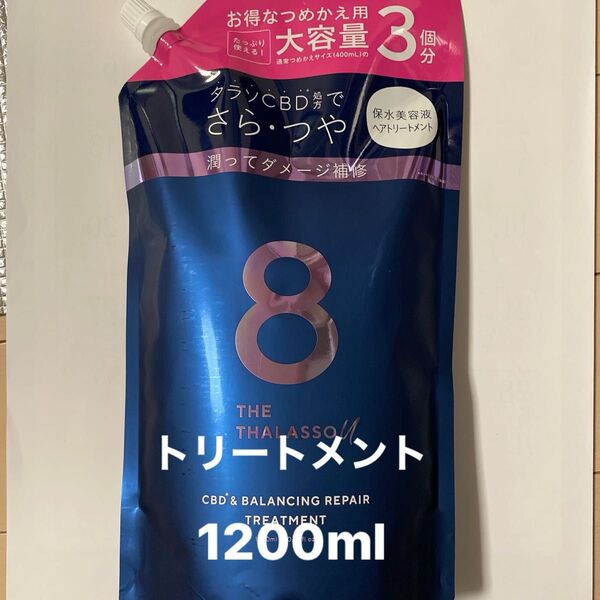 お得なつめかえ用
たっぷり
使える!
大容量
3個分
通常つめかえサイズ(400mL)の
タラソCBD処方で
さら・つや
保水美容液
ヘアトリートメント
潤ってダメージ補修
8
THE
THALASSO U
トリートメント
CBD* & BALANCING REPAIR
TREATMENT
1200ml